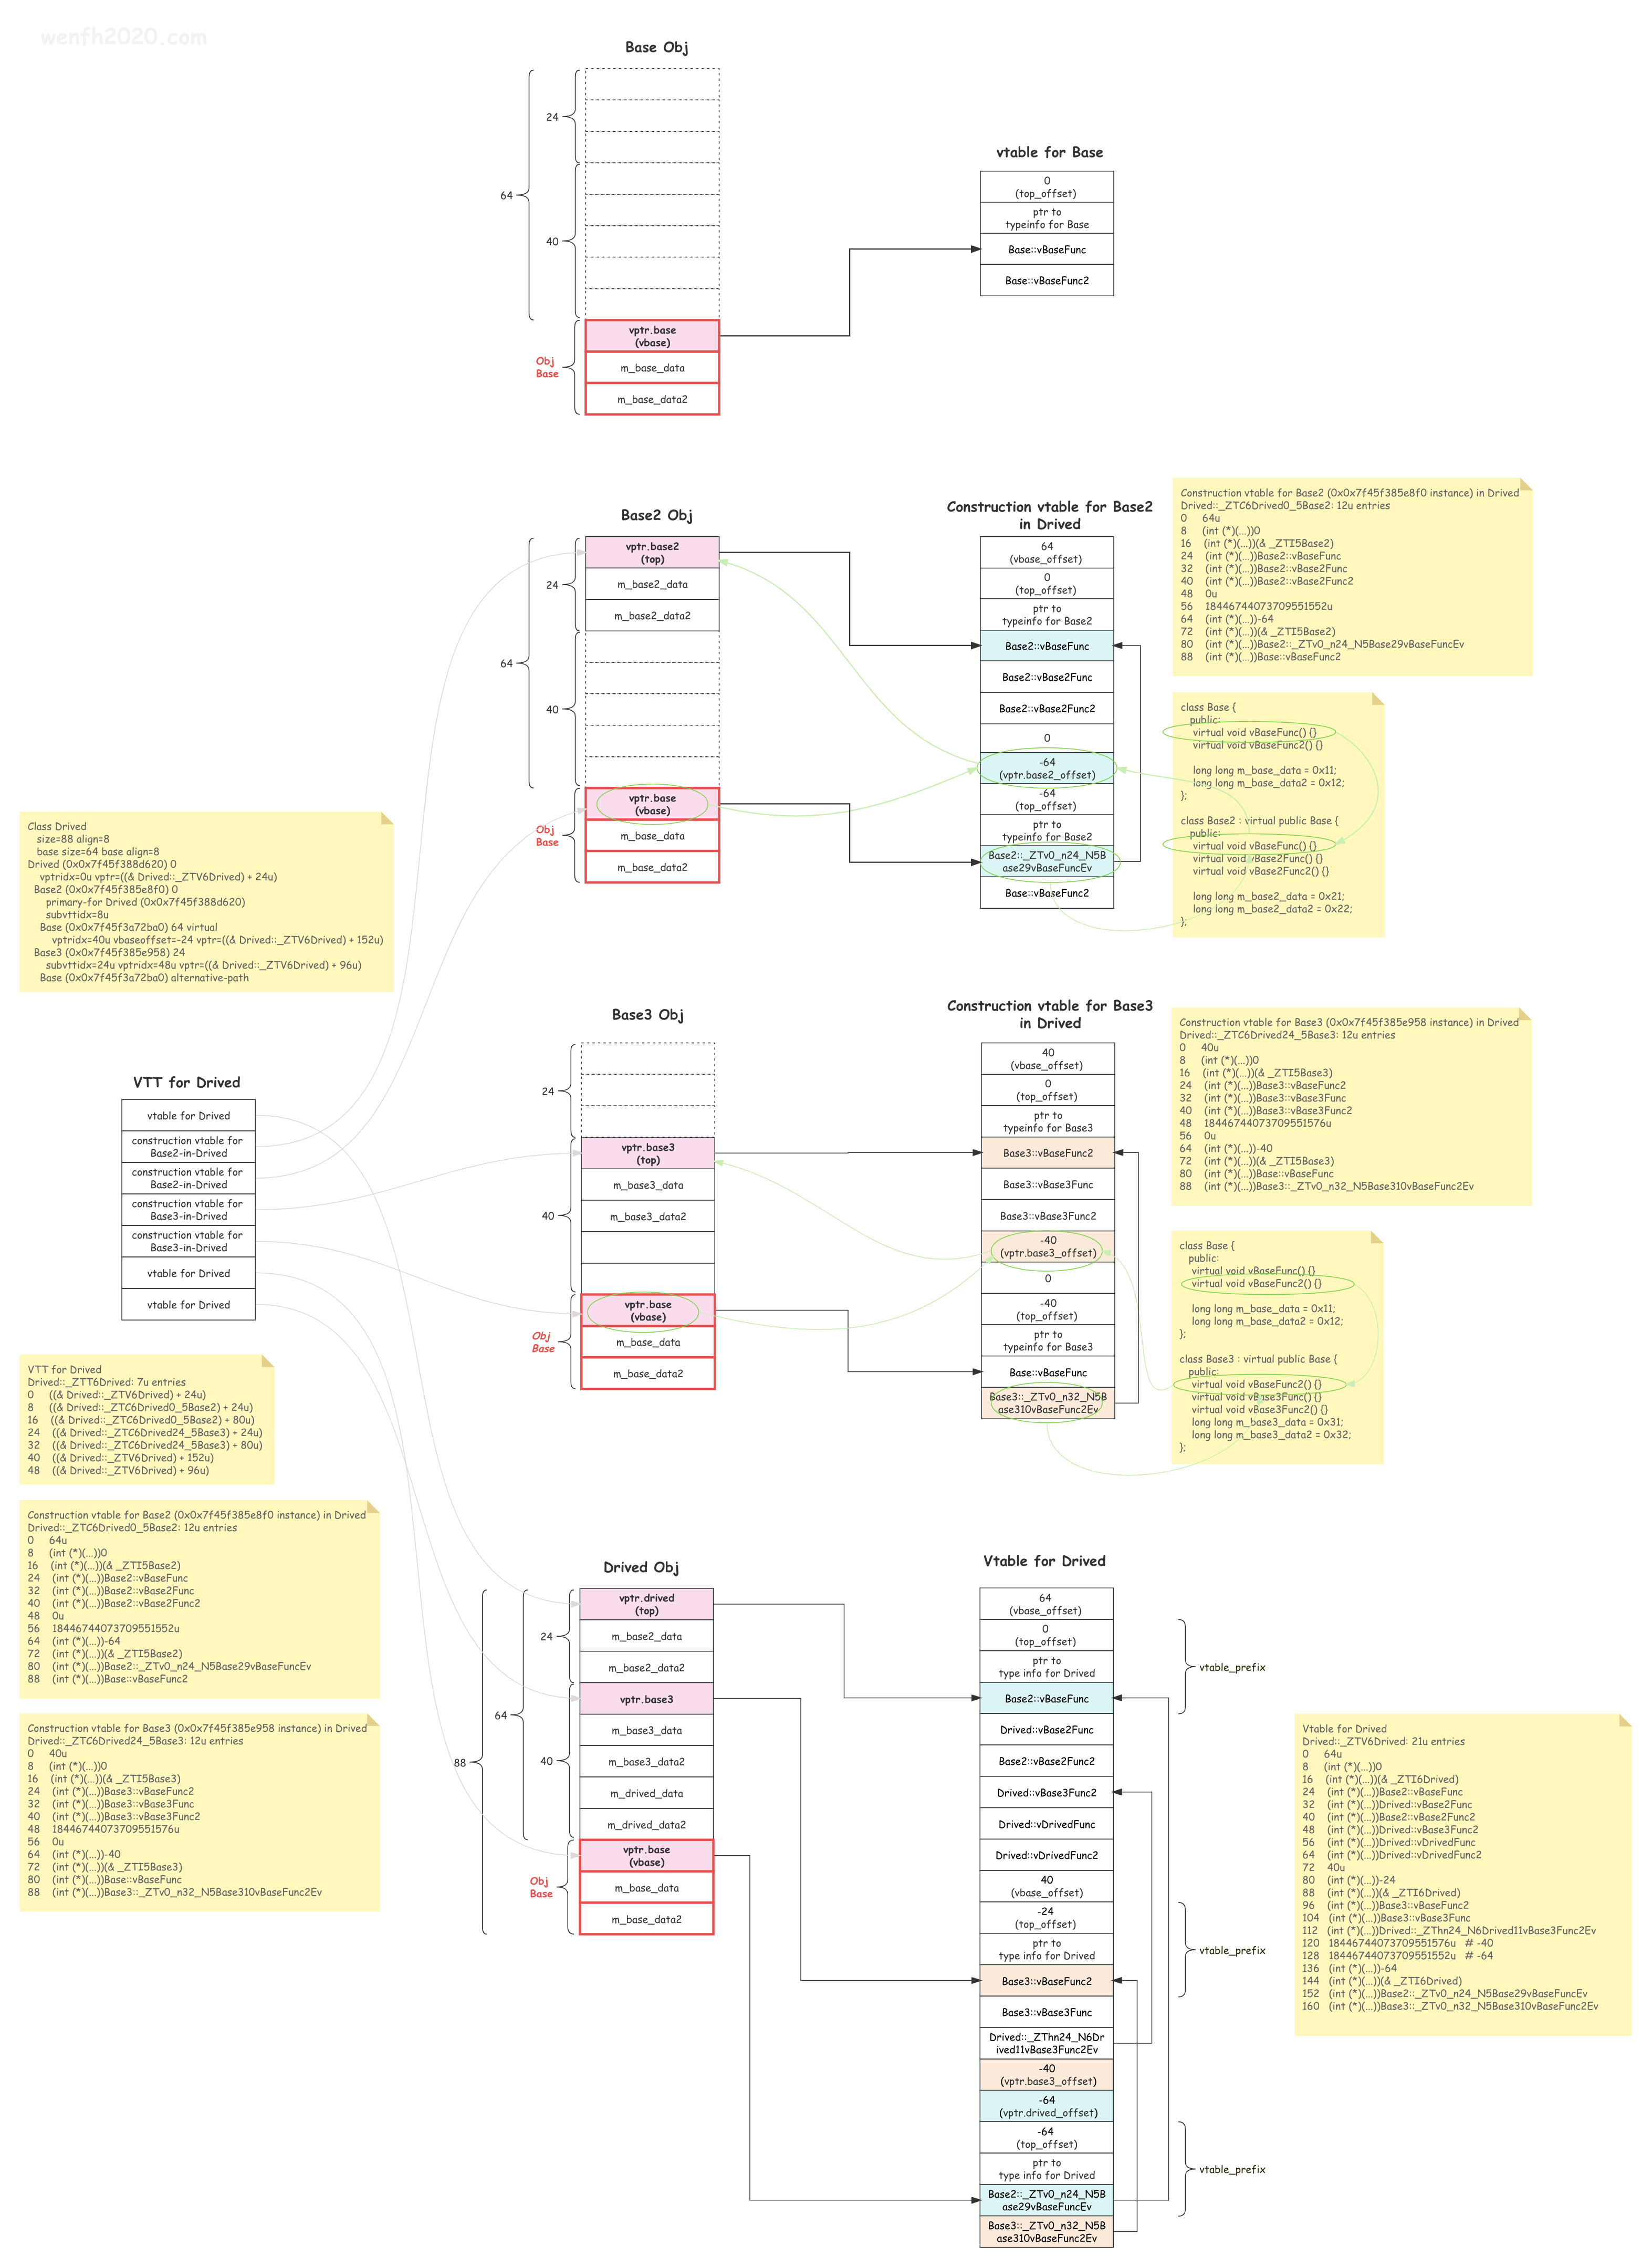 wenfh2020.com
Base Obj
24
64
40
vptr.base
(vbase)
Obj
Base
m_base_data
m_base_data2
vtable for Base
0
(top_offset)
ptr to
typeinfo for Base
Base::vBaseFunc
Base::vBaseFunc2
Base2 Obj
vptr.base2
(top)
24
m_base2_data
m_base2_data2
64
40
vptr.base
(vbase)
Obj
Base
m_base_data
m_base_data2
Construction vtable for Base2
in Drived
64
(vbase_offset)
0
(top_offset)
ptr to
typeinfo for Base2
Base2::vBaseFunc
Base2::vBase2Func
Base2::vBase2Func2
0
-64
(vptr.base2_offset)
-64
(top_offset)
ptr to
typeinfo for Base2
Base2::_ZTv0_n24_N5B
ase29vBaseFuncEv
Base::vBaseFunc2
Construction vtable for Base2 (0x0x7f45f385e8f0 instance) in Drived
Drived::_ZTC6Drived0_5Base2: 12u entries
0 64u
8 (int (*)(...))0
16 (int (*)(...))(& _ZTI5Base2)
24 (int (*)(...))Base2::vBaseFunc
32 (int (*)(...))Base2::vBase2Func
40 (int (*)(...))Base2::vBase2Func2
48 0u
56 18446744073709551552u
64 (int (*)(...))-64
72 (int (*)(...))(& _ZTI5Base2)
80 (int (*)(...))Base2::_ZTv0_n24_N5Base29vBaseFuncEv
88 (int (*)(...))Base::vBaseFunc2
class Base {
public:
virtual void vBaseFunc() {}
virtual void vBaseFunc2() {}
long long m_base_data = 0x11;
long long m_base_data2 = 0x12;
};
class Base2 : virtual public Base {
public:
virtual void vBaseFunc() {}
virtual void vBase2Func() {}
virtual void vBase2Func2() {}
long long m_base2_data = 0x21;
long long m_base2_data2 = 0x22;
};
Class Drived
size=88 align=8
base size=64 base align=8
Drived (0x0x7f45f388d620) 0
vptridx=0u vptr=((& Drived::_ZTV6Drived) + 24u)
Base2 (0x0x7f45f385e8f0) 0
primary-for Drived (0x0x7f45f388d620)
subvttidx=8u
Base (0x0x7f45f3a72ba0) 64 virtual
vptridx=40u vbaseoffset=-24 vptr=((& Drived::_ZTV6Drived) + 152u)
Base3 (0x0x7f45f385e958) 24
subvttidx=24u vptridx=48u vptr=((& Drived::_ZTV6Drived) + 96u)
Base (0x0x7f45f3a72ba0) alternative-path
Base3 Obj
24
vptr.base3
(top)
m_base3_data
40
m_base3_data2
vptr.base
(vbase)
Obj
Base
m_base_data
m_base_data2
Construction vtable for Base3
in Drived
40
(vbase_offset)
0
(top_offset)
ptr to
typeinfo for Base3
Base3::vBaseFunc2
Base3::vBase3Func
Base3::vBase3Func2
-40
(vptr.base3_offset)
0
-40
(top_offset)
ptr to
typeinfo for Base3
Base::vBaseFunc
Base3::_ZTv0_n32_N5B
ase310vBaseFunc2Ev
Construction vtable for Base3 (0x0x7f45f385e958 instance) in Drived
Drived::_ZTC6Drived24_5Base3: 12u entries
0 40u
8 (int (*)(...))0
16 (int (*)(...))(& _ZTI5Base3)
24 (int (*)(...))Base3::vBaseFunc2
32 (int (*)(...))Base3::vBase3Func
40 (int (*)(...))Base3::vBase3Func2
48 18446744073709551576u
56 0u
64 (int (*)(...))-40
72 (int (*)(...))(& _ZTI5Base3)
80 (int (*)(...))Base::vBaseFunc
88 (int (*)(...))Base3::_ZTv0_n32_N5Base310vBaseFunc2Ev
class Base {
public:
virtual void vBaseFunc() {}
virtual void vBaseFunc2() {}
long long m_base_data = 0x11;
long long m_base_data2 = 0x12;
};
class Base3 : virtual public Base {
public:
virtual void vBaseFunc2() {}
virtual void vBase3Func() {}
virtual void vBase3Func2() {}
long long m_base3_data = 0x31;
long long m_base3_data2 = 0x32;
};
VTT for Drived
vtable for Drived
construction vtable for
Base2-in-Drived
construction vtable for
Base2-in-Drived
construction vtable for
Base3-in-Drived
construction vtable for
Base3-in-Drived
vtable for Drived
vtable for Drived
VTT for Drived
Drived::_ZTT6Drived: 7u entries
0 ((& Drived::_ZTV6Drived) + 24u)
8 ((& Drived::_ZTC6Drived0_5Base2) + 24u)
16 ((& Drived::_ZTC6Drived0_5Base2) + 80u)
24 ((& Drived::_ZTC6Drived24_5Base3) + 24u)
32 ((& Drived::_ZTC6Drived24_5Base3) + 80u)
40 ((& Drived::_ZTV6Drived) + 152u)
48 ((& Drived::_ZTV6Drived) + 96u)
Construction vtable for Base2 (0x0x7f45f385e8f0 instance) in Drived
Drived::_ZTC6Drived0_5Base2: 12u entries
0 64u
8 (int (*)(...))0
16 (int (*)(...))(& _ZTI5Base2)
24 (int (*)(...))Base2::vBaseFunc
32 (int (*)(...))Base2::vBase2Func
40 (int (*)(...))Base2::vBase2Func2
48 0u
56 18446744073709551552u
64 (int (*)(...))-64
72 (int (*)(...))(& _ZTI5Base2)
80 (int (*)(...))Base2::_ZTv0_n24_N5Base29vBaseFuncEv
88 (int (*)(...))Base::vBaseFunc2
Construction vtable for Base3 (0x0x7f45f385e958 instance) in Drived
Drived::_ZTC6Drived24_5Base3: 12u entries
0 40u
8 (int (*)(...))0
16 (int (*)(...))(& _ZTI5Base3)
24 (int (*)(...))Base3::vBaseFunc2
32 (int (*)(...))Base3::vBase3Func
40 (int (*)(...))Base3::vBase3Func2
48 18446744073709551576u
56 0u
64 (int (*)(...))-40
72 (int (*)(...))(& _ZTI5Base3)
80 (int (*)(...))Base::vBaseFunc
88 (int (*)(...))Base3::_ZTv0_n32_N5Base310vBaseFunc2Ev
Drived Obj
vptr.drived
(top)
24
m_base2_data
m_base2_data2
vptr.base3
64
m_base3_data
88
40
m_base3_data2
m_drived_data
m_drived_data2
vptr.base
(vbase)
Obj
Base
m_base_data
m_base_data2
Vtable for Drived
64
(vbase_offset)
0
(top_offset)
ptr to
type info for Drived
vtable_prefix
Base2::vBaseFunc
Drived::vBase2Func
Base2::vBase2Func2
Drived::vBase3Func2
Drived::vDrivedFunc
Drived::vDrivedFunc2
40
(vbase_offset)
-24
(top_offset)
ptr to
type info for Drived
vtable_prefix
Base3::vBaseFunc2
Base3::vBase3Func
Drived::_ZThn24_N6Dr
ived11vBase3Func2Ev
-40
(vptr.base3_offset)
-64
(vptr.drived_offset)
-64
(top_offset)
ptr to
type info for Drived
vtable_prefix
Base2::_ZTv0_n24_N5B
ase29vBaseFuncEv
Base3::_ZTv0_n32_N5B
ase310vBaseFunc2Ev
Vtable for Drived
Drived::_ZTV6Drived: 21u entries
0 64u
8 (int (*)(...))0
16 (int (*)(...))(& _ZTI6Drived)
24 (int (*)(...))Base2::vBaseFunc
32 (int (*)(...))Drived::vBase2Func
40 (int (*)(...))Base2::vBase2Func2
48 (int (*)(...))Drived::vBase3Func2
56 (int (*)(...))Drived::vDrivedFunc
64 (int (*)(...))Drived::vDrivedFunc2
72 40u
80 (int (*)(...))-24
88 (int (*)(...))(& _ZTI6Drived)
96 (int (*)(...))Base3::vBaseFunc2
104 (int (*)(...))Base3::vBase3Func
112 (int (*)(...))Drived::_ZThn24_N6Drived11vBase3Func2Ev
120 18446744073709551576u # -40
128 18446744073709551552u # -64
136 (int (*)(...))-64
144 (int (*)(...))(& _ZTI6Drived)
152 (int (*)(...))Base2::_ZTv0_n24_N5Base29vBaseFuncEv
160 (int (*)(...))Base3::_ZTv0_n32_N5Base310vBaseFunc2Ev